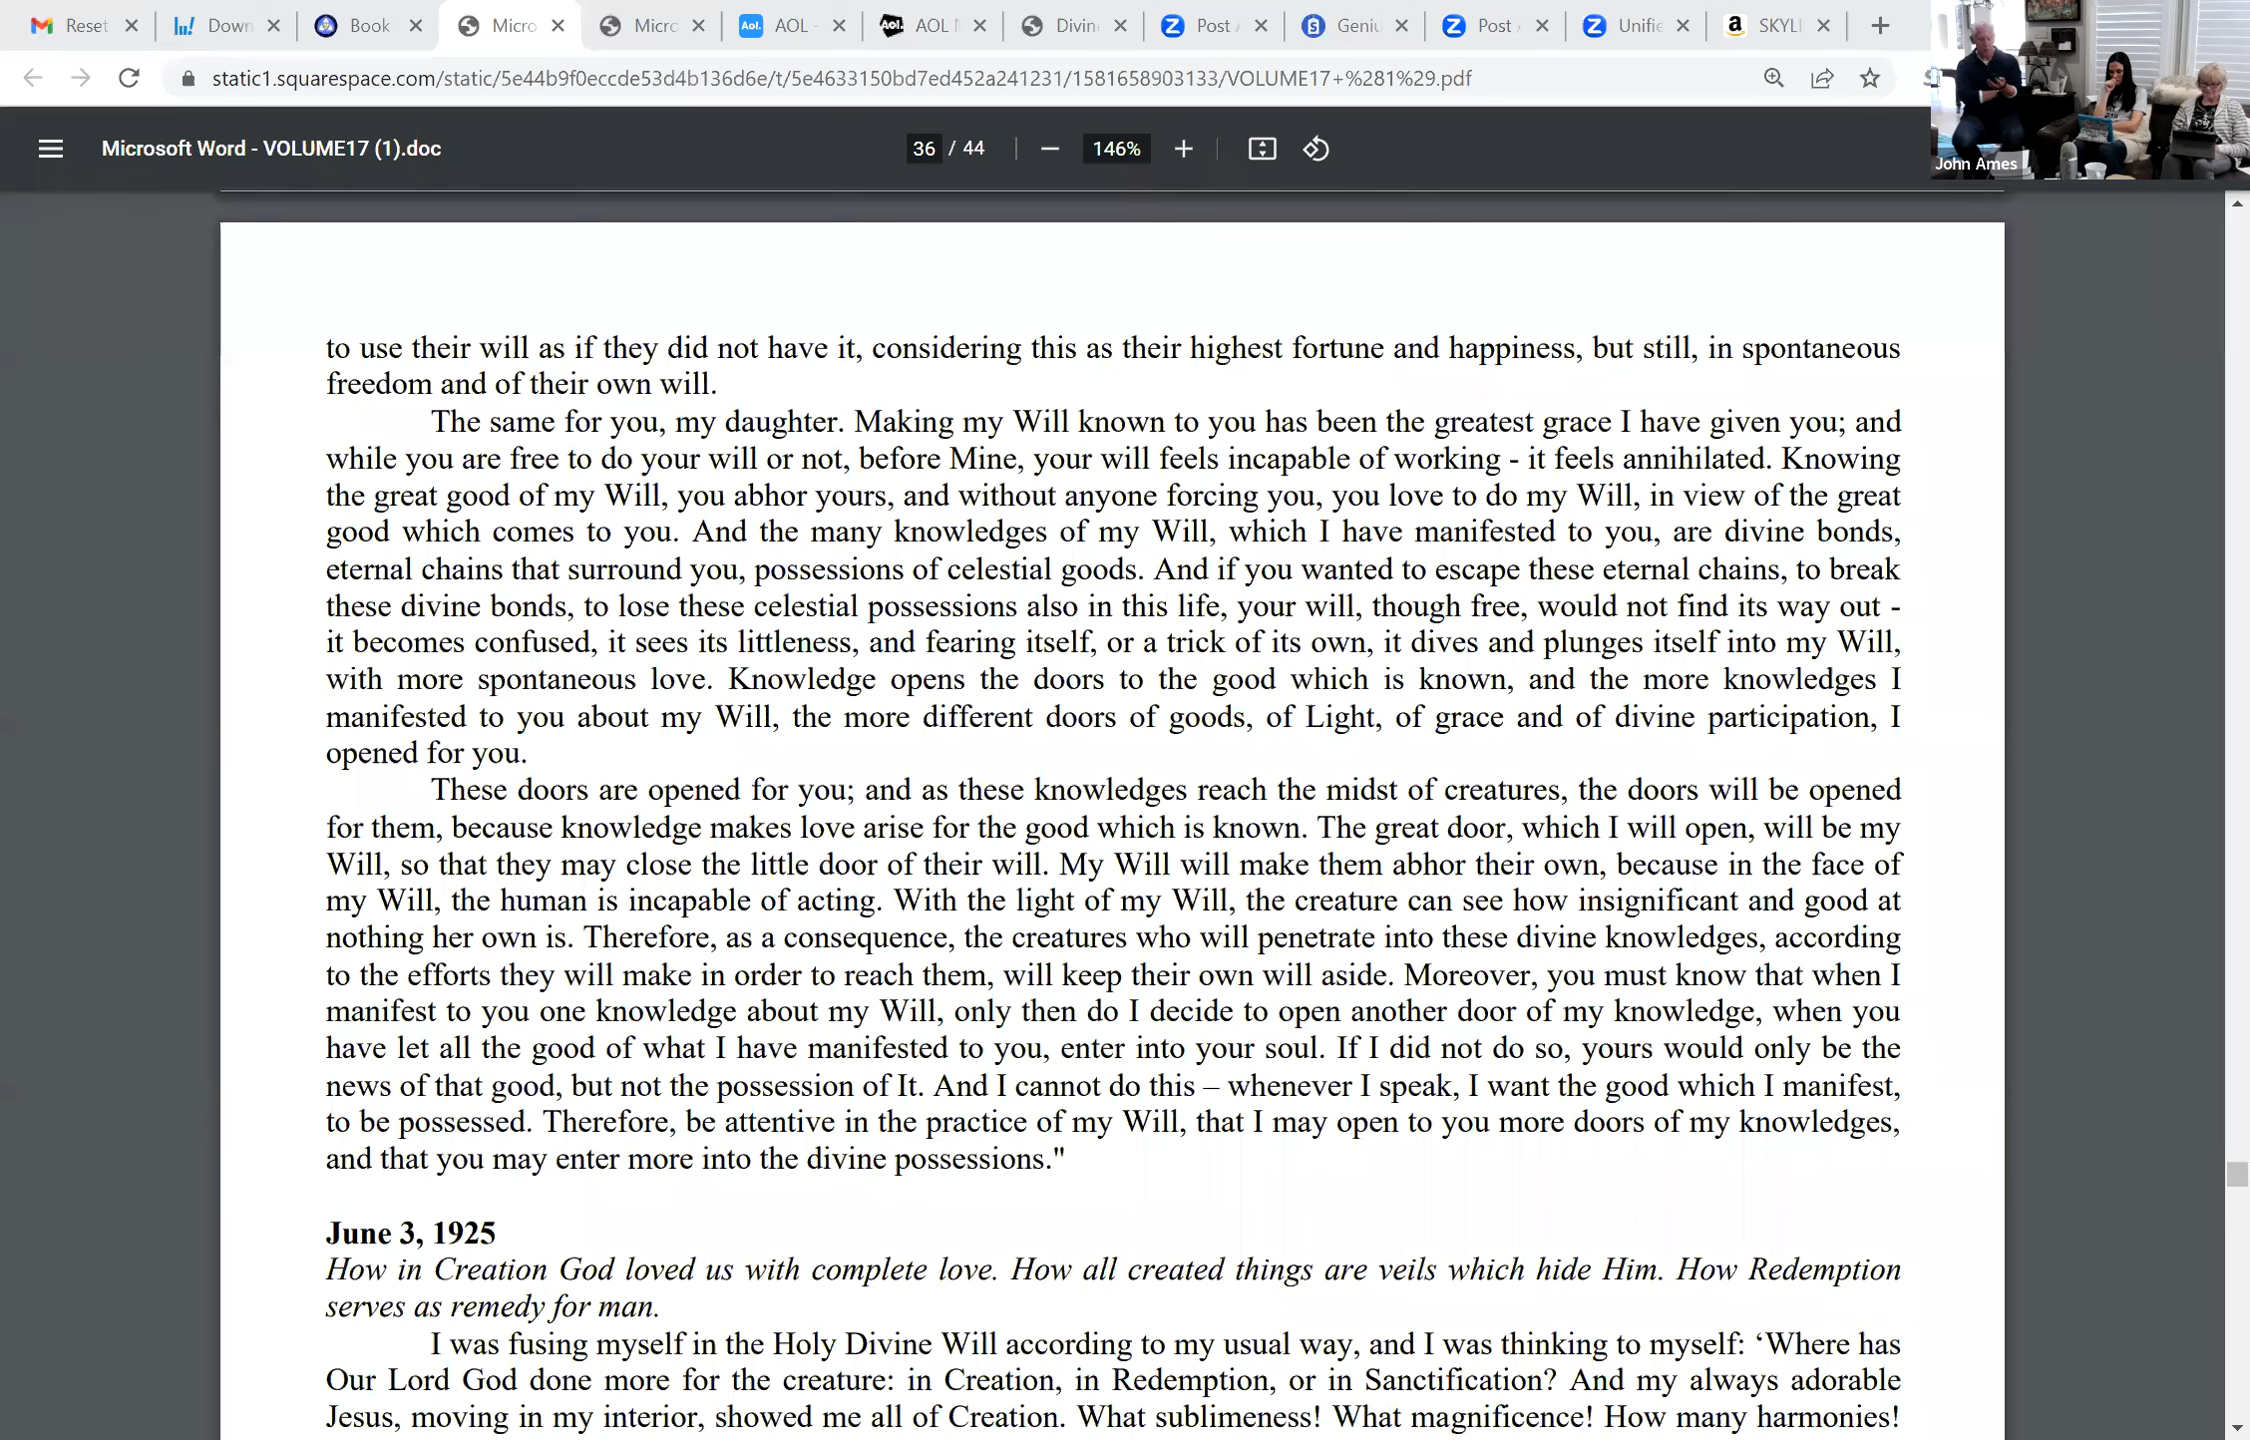 Reset
Down
Book
Micro
Micro
AOL -
AOL
Divin
Post
Geni
Post
Unifie
SKYLI
static1.squarespace.com/static/5e44b9f0eccde53d4b136d6e/t/5e4633150bd7ed452a241231/1581658903133/VOLUME17+%281%29.pdf
Microsoft Word - VOLUME17 (1).doc
36 / 44
146%
John Ames
to use their will as if they did not have it, considering this as their highest fortune and happiness, but still, in spontaneous
freedom and of their own will.
The same for you, my daughter. Making my Will known to you has been the greatest grace I have given you; and
while you are free to do your will or not, before Mine, your will feels incapable of working - it feels annihilated. Knowing
the great good of my Will, you abhor yours, and without anyone forcing you, you love to do my Will, in view of the great
good which comes to you. And the many knowledges of my Will, which I have manifested to you, are divine bonds,
eternal chains that surround you, possessions of celestial goods. And if you wanted to escape these eternal chains, to break
these divine bonds, to lose these celestial possessions also in this life, your will, though free, would not find its way out -
it becomes confused, it sees its littleness, and fearing itself, or a trick of its own, it dives and plunges itself into my Will,
with more spontaneous love. Knowledge opens the doors to the good which is known, and the more knowledges I
manifested to you about my Will, the more different doors of goods, of Light, of grace and of divine participation, I
opened for you.
These doors are opened for you; and as these knowledges reach the midst of creatures, the doors will be opened
for them, because knowledge makes love arise for the good which is known. The great door, which I will open, will be my
Will, so that they may close the little door of their will. My Will will make them abhor their own, because in the face of
my Will, the human is incapable of acting. With the light of my Will, the creature can see how insignificant and good at
nothing her own is. Therefore, as a consequence, the creatures who will penetrate into these divine knowledges, according
to the efforts they will make in order to reach them, will keep their own will aside. Moreover, you must know that when I
manifest to you one knowledge about my Will, only then do I decide to open another door of my knowledge, when you
have let all the good of what I have manifested to you, enter into your soul. If I did not do so, yours would only be the
news of that good, but not the possession of It. And I cannot do this – whenever I speak, I want the good which I manifest,
to be possessed. Therefore, be attentive in the practice of my Will, that I may open to you more doors of my knowledges,
and that you may enter more into the divine possessions."
June 3, 1925
How in Creation God loved us with complete love. How all created things are veils which hide Him. How Redemption
serves as remedy for man.
I was fusing myself in the Holy Divine Will according to my usual way, and I was thinking to myself: ‘Where has
Our Lord God done more for the creature: in Creation, in Redemption, or in Sanctification? And my always adorable
Jesus, moving in my interior, showed me all of Creation. What sublimeness! What magnificence! How many harmonies!